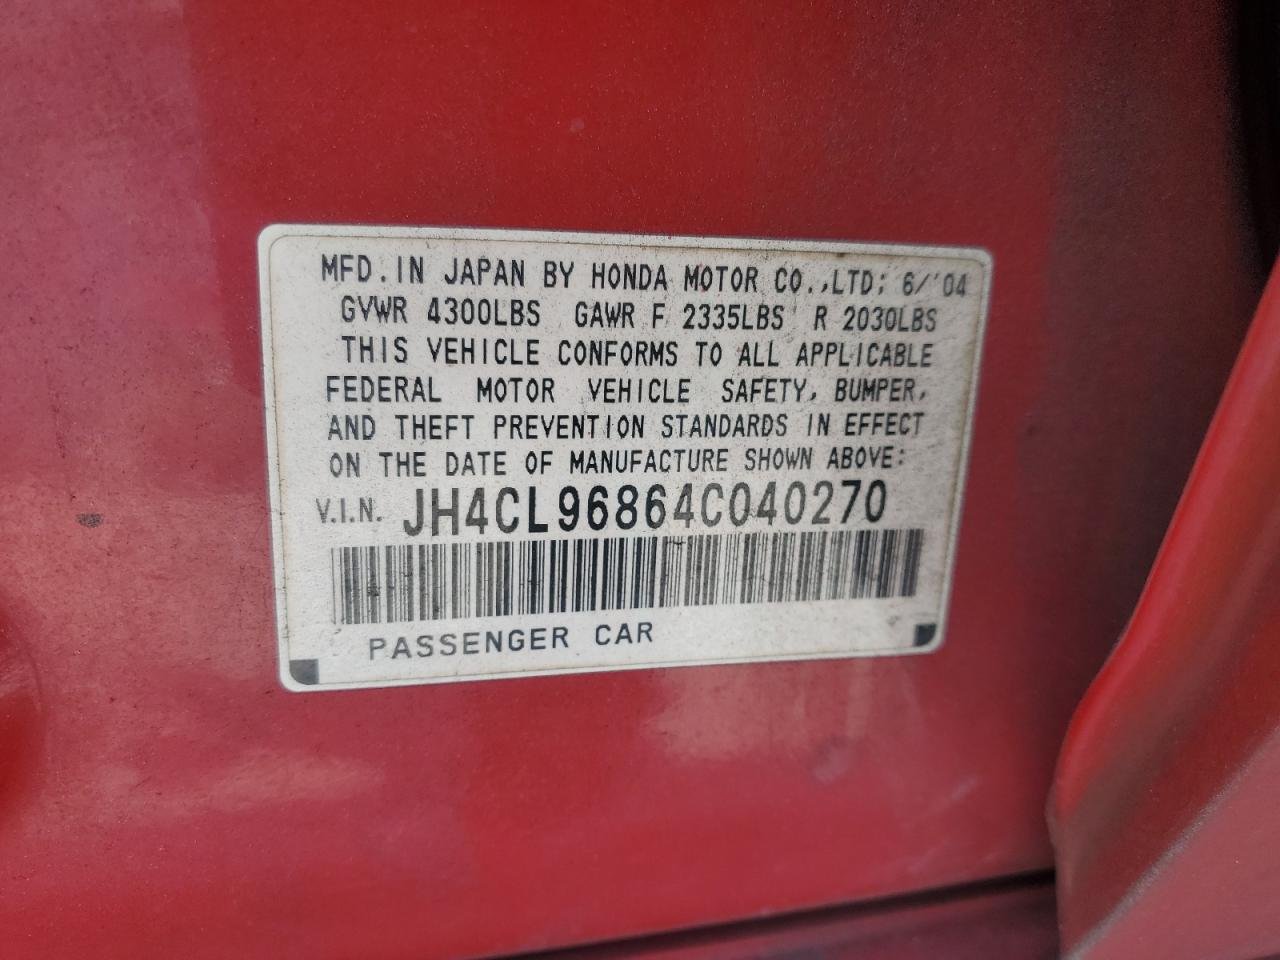 MFD. IN JAPAN BY HONDA MOTOR CO., LTD; 6/'04
GVWR 4300LBS GAWR F 2335LBS R 2030LBS
THIS VEHICLE CONFORMS TO ALL APPLICABLE
FEDERAL MOTOR VEHICLE SAFETY, BUMPER,
AND THEFT PREVENTION STANDARDS IN EFFECT
ON THE DATE OF MANUFACTURE SHOWN ABOVE:
V.I.N. JH4CL96864C040270
PASSENGER CAR